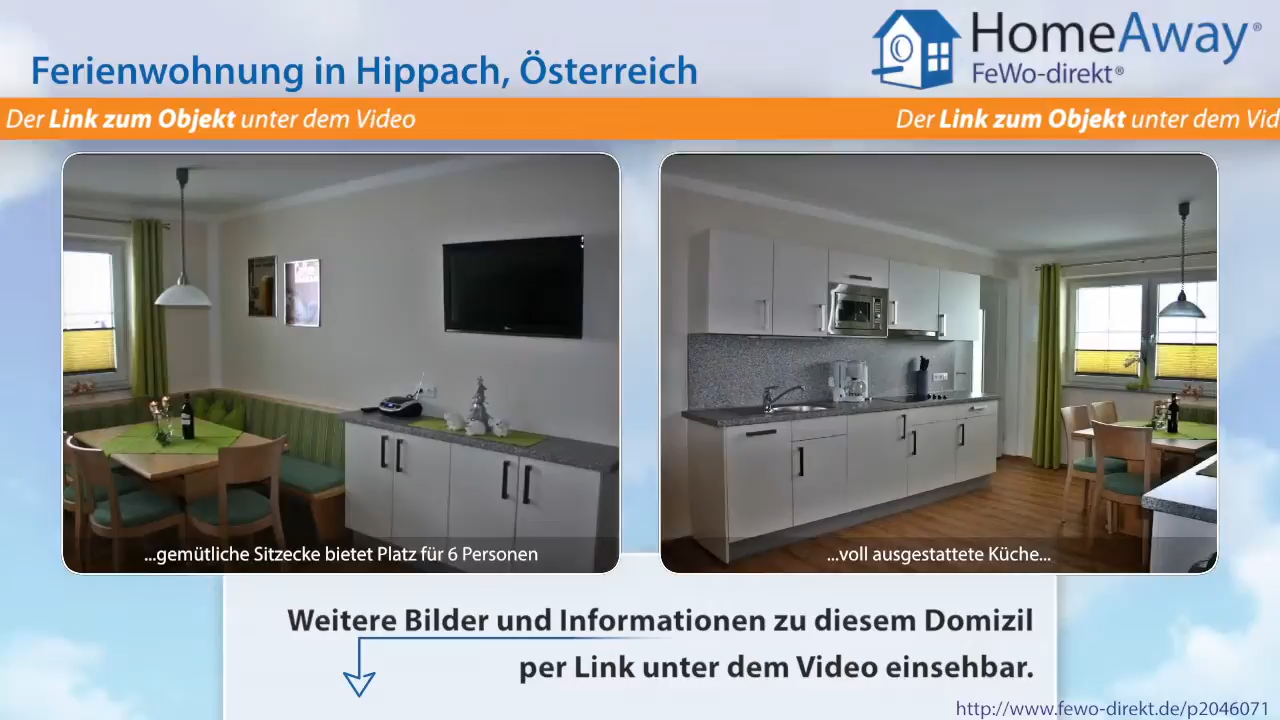 Ferienwohnung in Hippach, Österreich
HomeAway®
FeWo-direkt®
Der Link zum Objekt unter dem Video
Der Link zum Objekt unter dem Vid
...gemütliche Sitzecke bietet Platz für 6 Personen
...voll ausgestattete Küche...
Weitere Bilder und Informationen zu diesem Domizil
per Link unter dem Video einsehbar.
http://www.fewo-direkt.de/p2046071